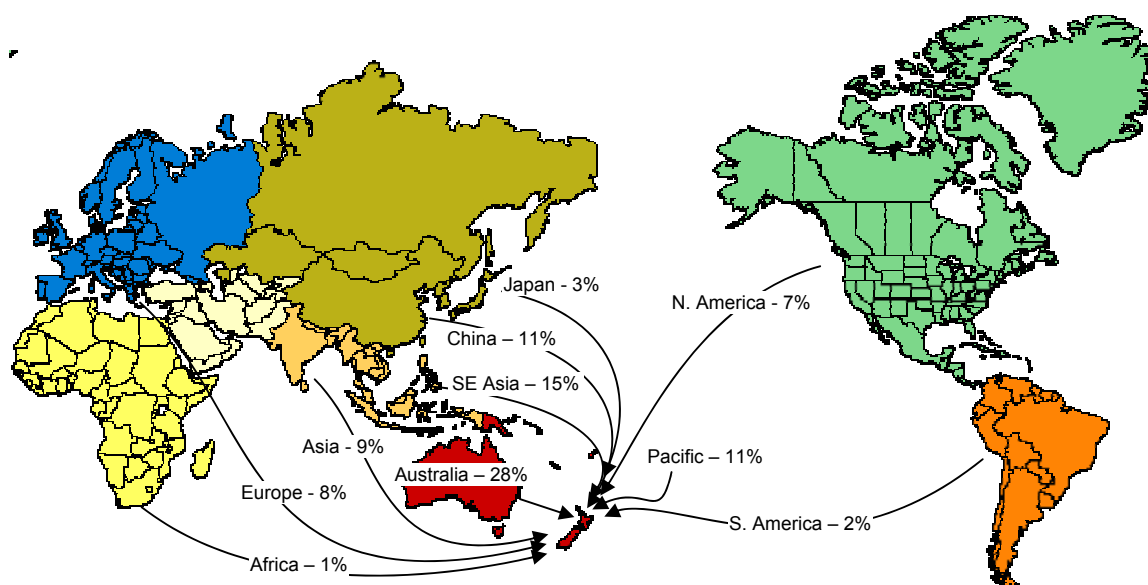 Japan - 3%
N. America - 7%
China – 11%
SE Asia – 15%
Asia - 9%
Pacific – 11%
Australia – 28%
Europe - 8%
S. America – 2%
Africa – 1%